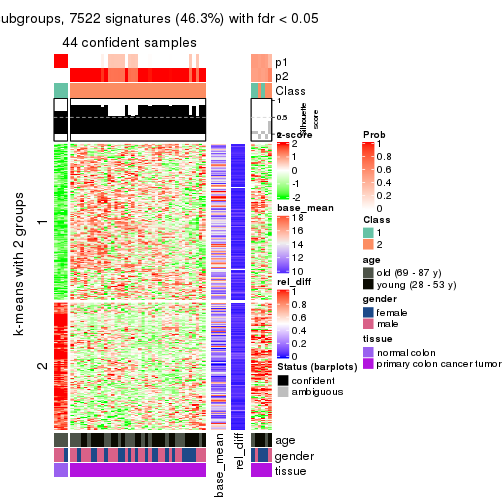 ubgroups, 7522 signatures (46.3%) with fdr < 0.05
44 confident samples
p1
p2
Class
1
0.5
0
Silhouette
score
k-means with 2 groups
1
2
z-score
2
1
0
-1
-2
base_mean
18
16
14
12
10
rel_diff
1
0.8
0.6
0.4
0.2
0
Status (barplots)
confident
ambiguous
Prob
1
0.8
0.6
0.4
0.2
0
Class
1
2
age
old (69 - 87 y)
young (28 - 53 y)
gender
female
male
tissue
normal colon
primary colon cancer tumor
age
gender
tissue
base_mean
rel_diff